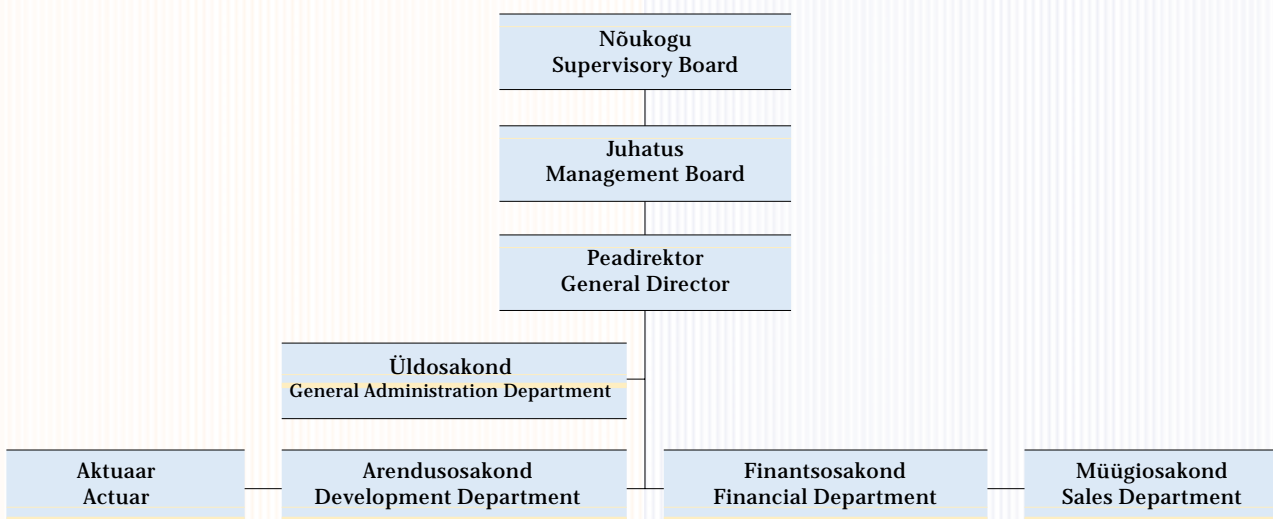 Nõukogu
Supervisory Board
Juhatus
Management Board
Peadirektor
General Director
Üldosakond
General Administration Department
Aktuaar
Actuar
Arendusosakond
Development Department
Finantsosakond
Financial Department
Müügiosakond
Sales Department